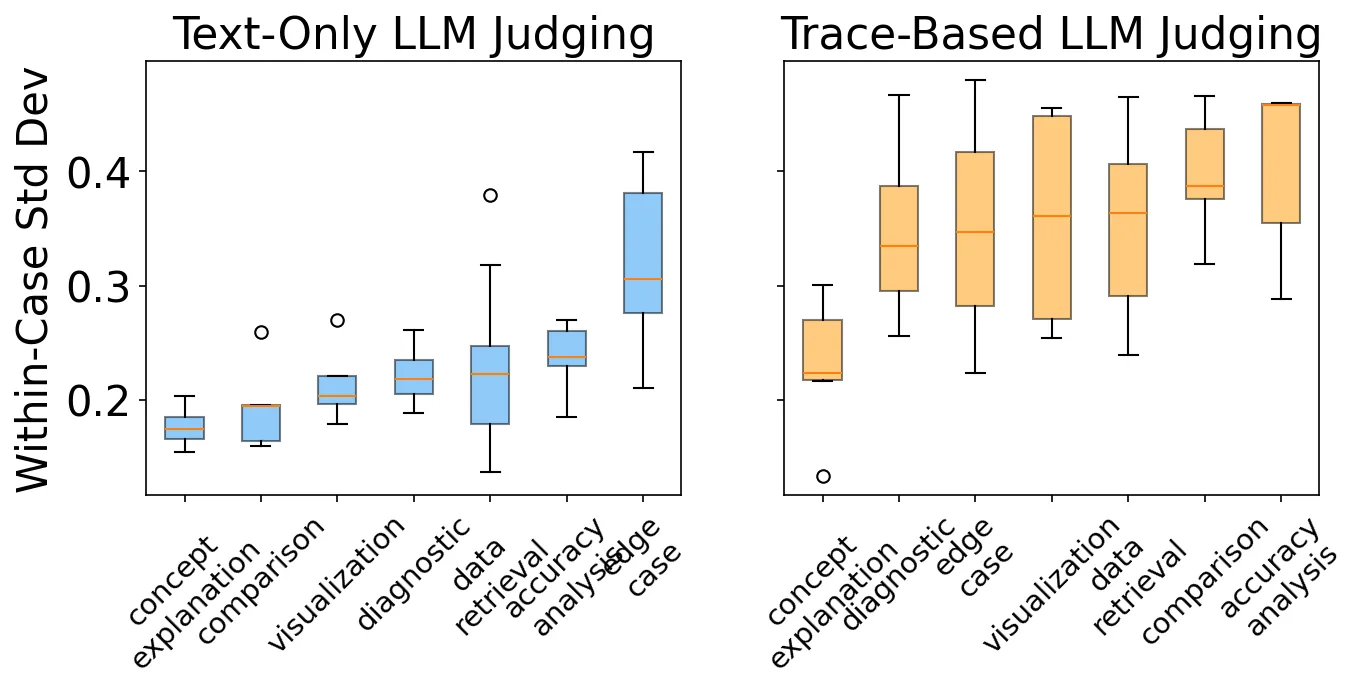 Text-Only LLM Judging
Within-Case Std Dev
0.4
0.3
0.2
concept
explanation
comparison
visualization
diagnostic
data
retrieval
accuracy
analysis
edge
case
Trace-Based LLM Judging
concept
explanation
diagnostic
edge
case
visualization
data
retrieval
comparison
accuracy
analysis